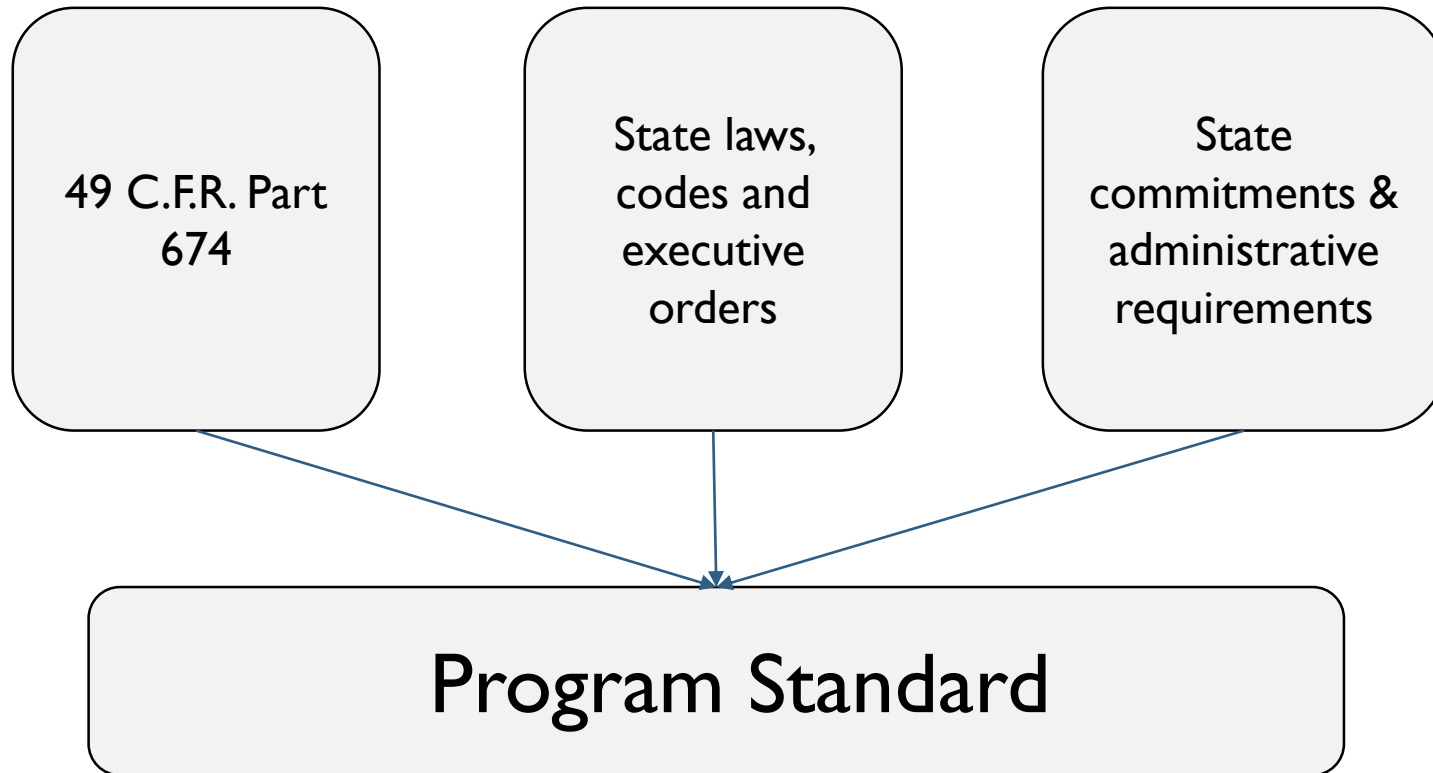 49 C.F.R. Part
674
State laws,
codes and
executive
orders
State
commitments &
administrative
requirements
Program Standard